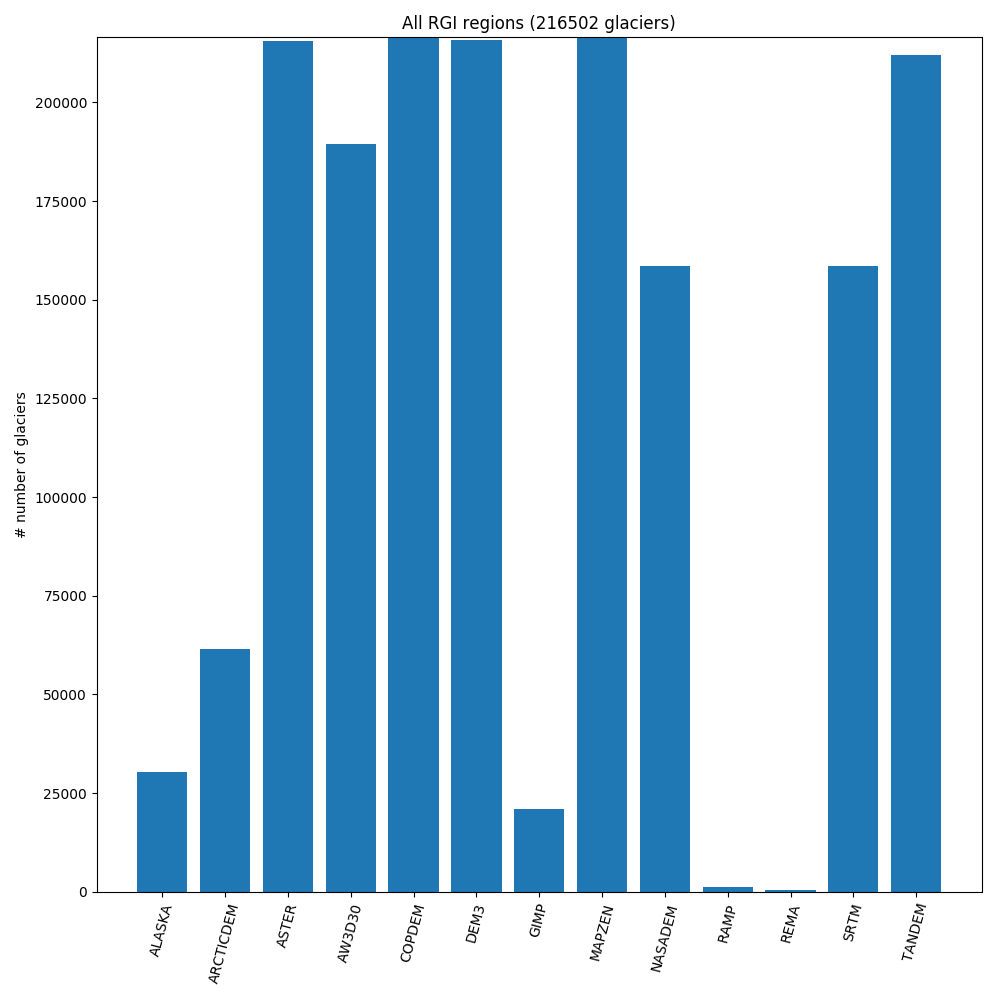 All RGI regions (216502 glaciers)
# number of glaciers
200000
175000
150000
125000
100000
75000
50000
25000
0
ALASKA
ARCTICDEM
ASTER
AW3D30
COPDEM
DEM3
GIMP
MAPZEN
NASADEM
RAMP
REMA
SRTM
TANDEM